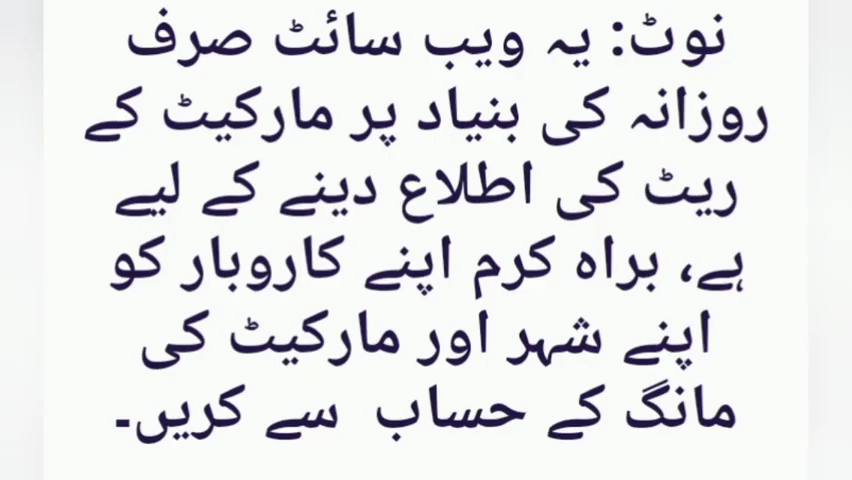 نوٹ: یہ ویب سائٹ صرف
روزانہ کی بنیاد پر مارکیٹ کے
ریٹ کی اطلاع دینے کے لیے
ہے، براہ کرم اپنے کاروبار کو
اپنے شہر اور مارکیٹ کی
مانگ کے حساب سے کریں۔